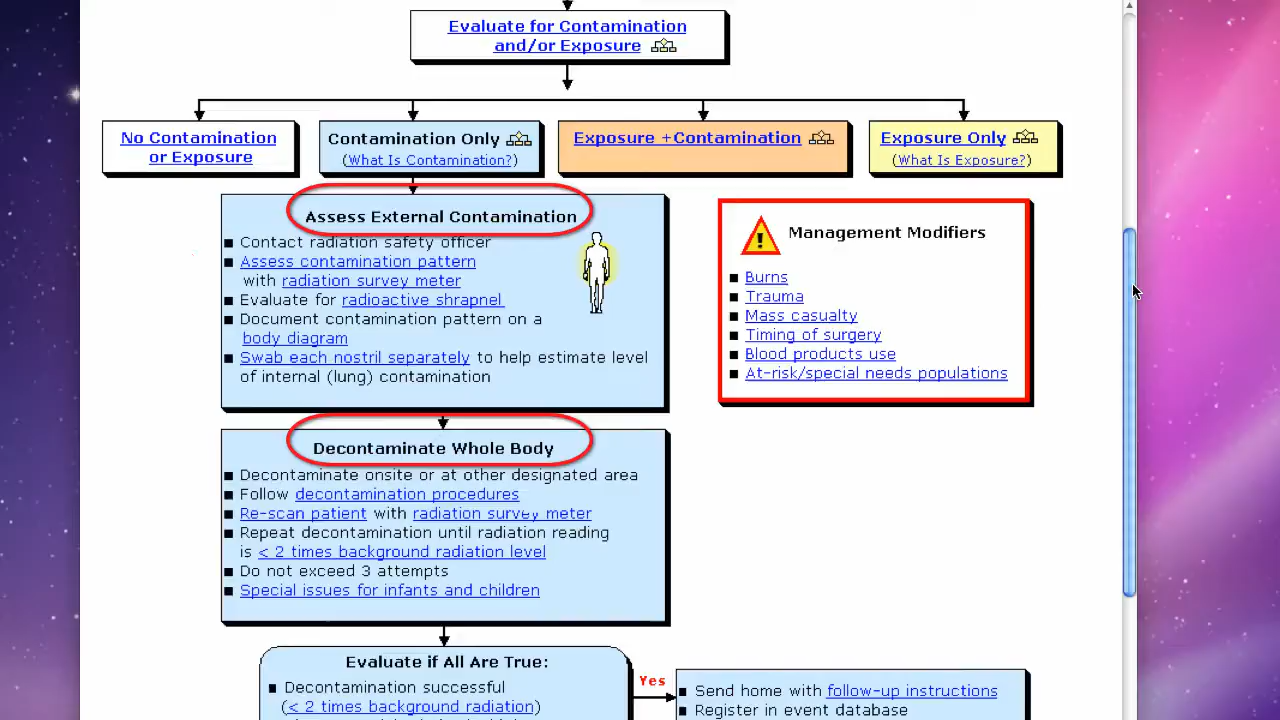 Evaluate for Contamination
and/or Exposure
No Contamination
or Exposure
Contamination Only
(What Is Contamination?)
Exposure +Contamination
Exposure Only
(What Is Exposure?)
Assess External Contamination
■ Contact radiation safety officer
■ Assess contamination pattern
with radiation survey meter
■ Evaluate for radioactive shrapnel
■ Document contamination pattern on a
body diagram
■ Swab each nostril separately to help estimate level
of internal (lung) contamination
! Management Modifiers
■ Burns
■ Trauma
■ Mass casualty
■ Timing of surgery
■ Blood products use
■ At-risk/special needs populations
Decontaminate Whole Body
■ Decontaminate onsite or at other designated area
■ Follow decontamination procedures
■ Re-scan patient with radiation survey meter
■ Repeat decontamination until radiation reading
is < 2 times background radiation level
■ Do not exceed 3 attempts
■ Special issues for infants and children
Evaluate if All Are True:
■ Decontamination successful
(< 2 times background radiation)
Yes
■ Send home with follow-up instructions
■ Register in event database